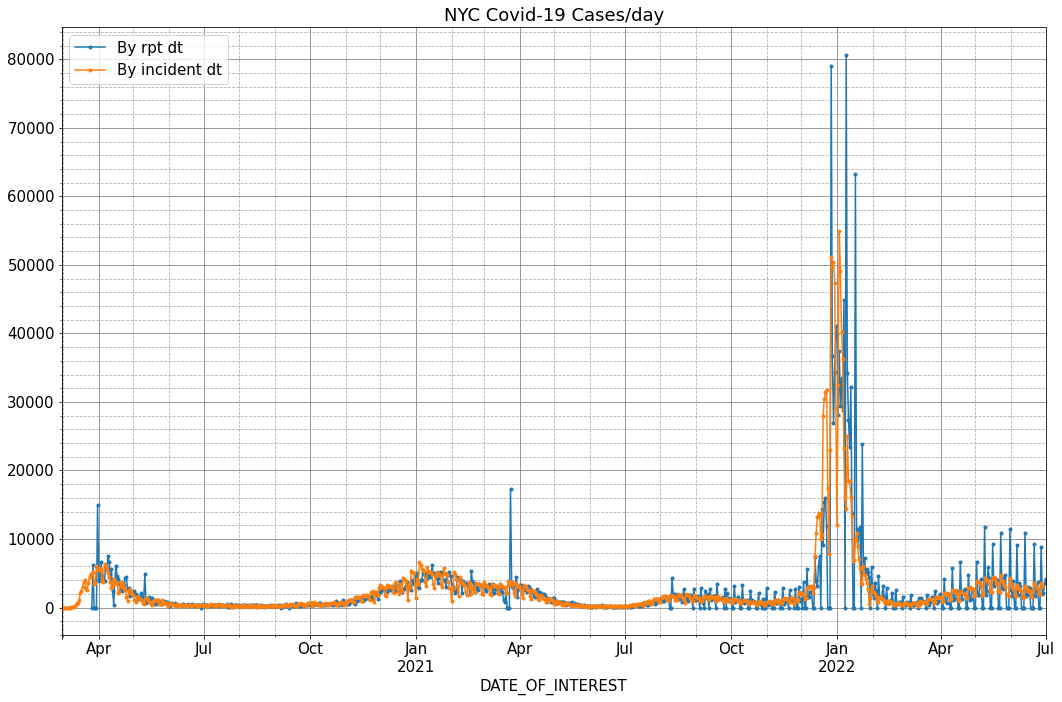 NYC Covid-19 Cases/day
By rpt dt
By incident dt
80000
70000
60000
50000
40000
30000
20000
10000
0
Apr Jul Oct Jan Apr Jul Oct Jan Apr Jul
2021 2022
DATE_OF_INTEREST